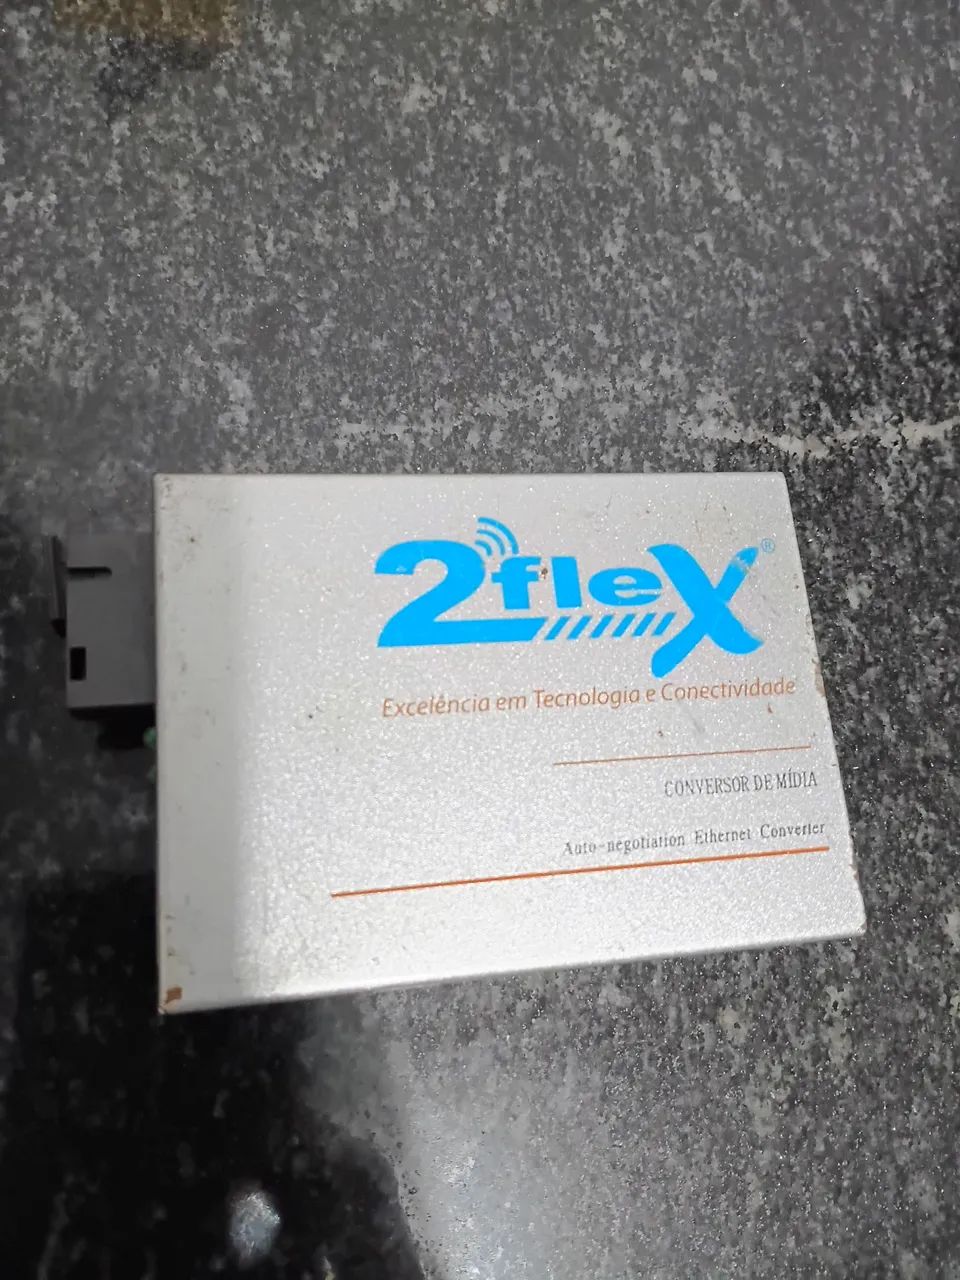 2fleX®
Excelência em Tecnologia e Conectividade
CONVERSOR DE MÍDIA
Auto-negotiation Ethernet Converter